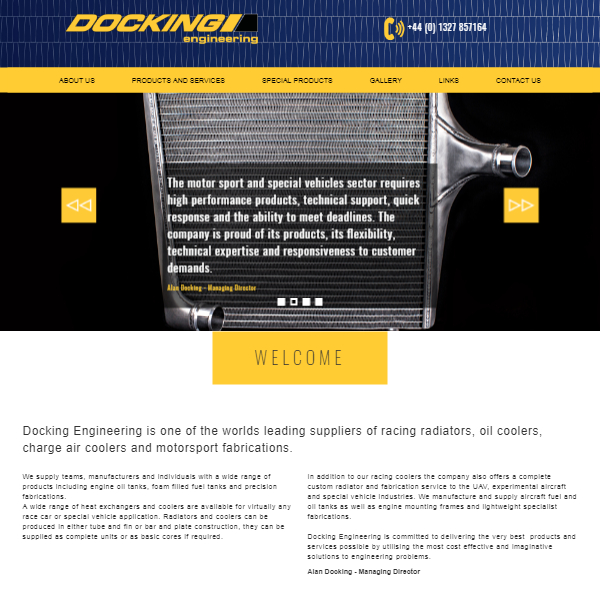 DOCKING
engineering
+44 (0) 1327 857164
ABOUT US
PRODUCTS AND SERVICES
SPECIAL PRODUCTS
GALLERY
LINKS
CONTACT US
The motor sport and special vehicles sector requires
high performance products, technical support, quick
response and the ability to meet deadlines. The
company is proud of its products, its flexibility,
technical expertise and responsiveness to customer
demands.
Alan Docking - Managing Director
WELCOME
Docking Engineering is one of the worlds leading suppliers of racing radiators, oil coolers,
charge air coolers and motorsport fabrications.
We supply teams, manufacturers and individuals with a wide range of
products including engine oil tanks, foam filled fuel tanks and precision
fabrications.
A wide range of heat exchangers and coolers are available for virtually any
race car or special vehicle application. Radiators and coolers can be
produced in either tube and fin or bar and plate construction, they can be
supplied as complete units or as basic cores if required.
In addition to our racing coolers the company also offers a complete
custom radiator and fabrication service to the UAV, experimental aircraft
and special vehicle industries. We manufacture and supply aircraft fuel and
oil tanks as well as engine mounting frames and lightweight specialist
fabrications.
Docking Engineering is committed to delivering the very best products and
services possible by utilising the most cost effective and imaginative
solutions to engineering problems.
Alan Docking - Managing Director